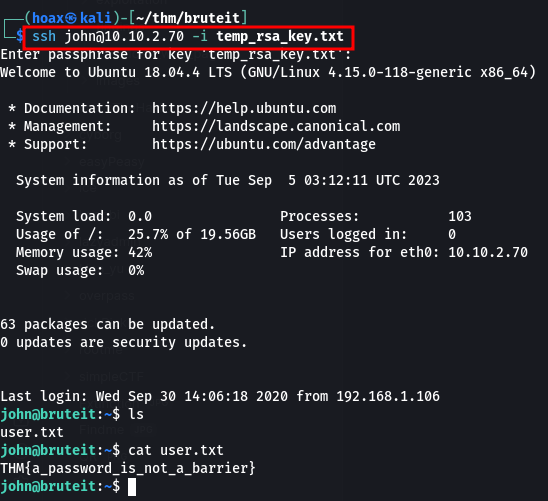 ┌──(hoax㉿kali)-[~/thm/bruteit]
└─$ ssh john@10.10.2.70 -i temp_rsa_key.txt
Enter passphrase for key 'temp_rsa_key.txt':
Welcome to Ubuntu 18.04.4 LTS (GNU/Linux 4.15.0-118-generic x86_64)

 * Documentation:  https://help.ubuntu.com
 * Management:     https://landscape.canonical.com
 * Support:        https://ubuntu.com/advantage

  System information as of Tue Sep  5 03:12:11 UTC 2023

  System load:  0.0                Processes:           103
  Usage of /:   25.7% of 19.56GB   Users logged in:     0
  Memory usage: 42%                IP address for eth0: 10.10.2.70
  Swap usage:   0%

63 packages can be updated.
0 updates are security updates.

Last login: Wed Sep 30 14:06:18 2020 from 192.168.1.106
john@bruteit:~$ ls
user.txt
john@bruteit:~$ cat user.txt
THM{a_password_is_not_a_barrier}
john@bruteit:~$